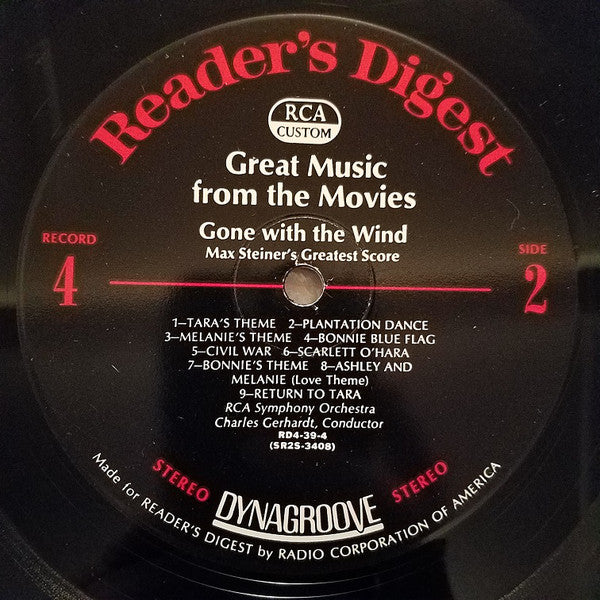 Reader's Digest
RCA
CUSTOM
Great Music
from the Movies
Gone with the Wind
Max Steiner's Greatest Score
RECORD
4
SIDE
2
1–TARA'S THEME 2–PLANTATION DANCE
3–MELANIE'S THEME 4–BONNIE BLUE FLAG
5–CIVIL WAR 6–SCARLETT O'HARA
7–BONNIE'S THEME 8–ASHLEY AND
MELANIE (Love Theme)
9–RETURN TO TARA
RCA Symphony Orchestra
Charles Gerhardt, Conductor
RD4-39-4
(SR2S-3408)
STEREO
DYNAGROOVE
STEREO
Made for READER'S DIGEST by RADIO CORPORATION OF AMERICA